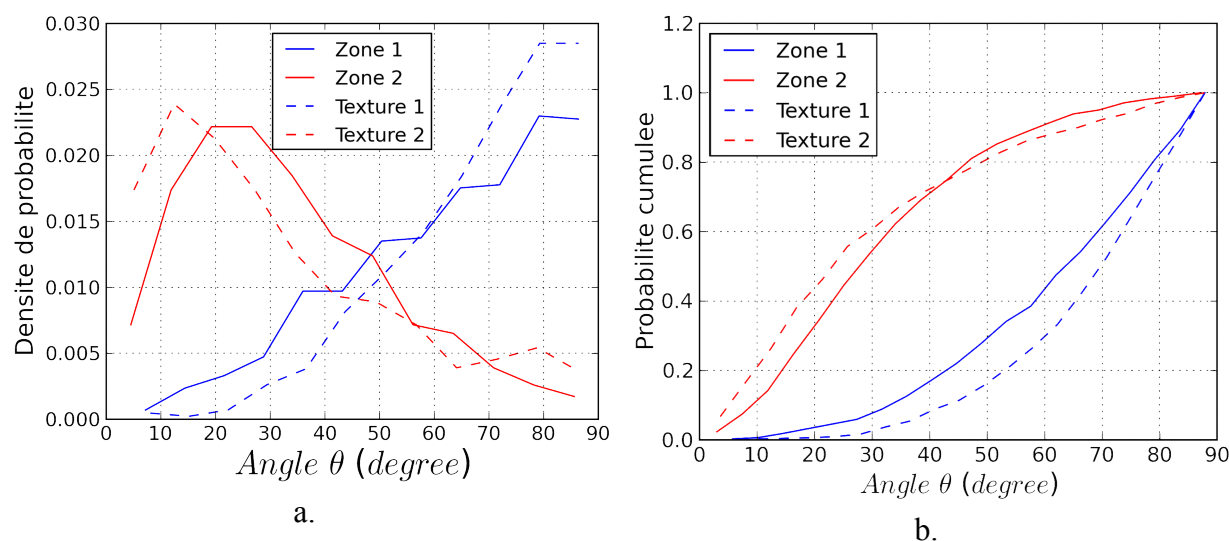 0.030
0.025
0.020
0.015
0.010
0.005
0.000
Densite de probabilite
Zone 1
Zone 2
Texture 1
Texture 2
0 10 20 30 40 50 60 70 80 90
Angle θ (degree)
a.
1.2
1.0
0.8
0.6
0.4
0.2
0.0
Probabilite cumulee
Zone 1
Zone 2
Texture 1
Texture 2
0 10 20 30 40 50 60 70 80 90
Angle θ (degree)
b.